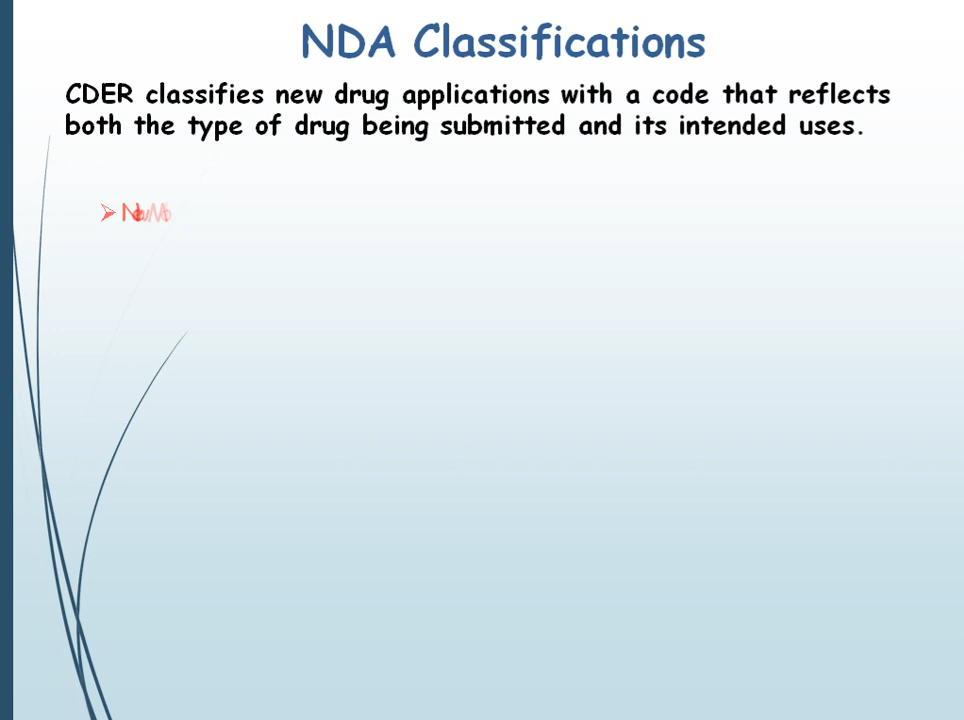 NDA Classifications
CDER classifies new drug applications with a code that reflects
both the type of drug being submitted and its intended uses.